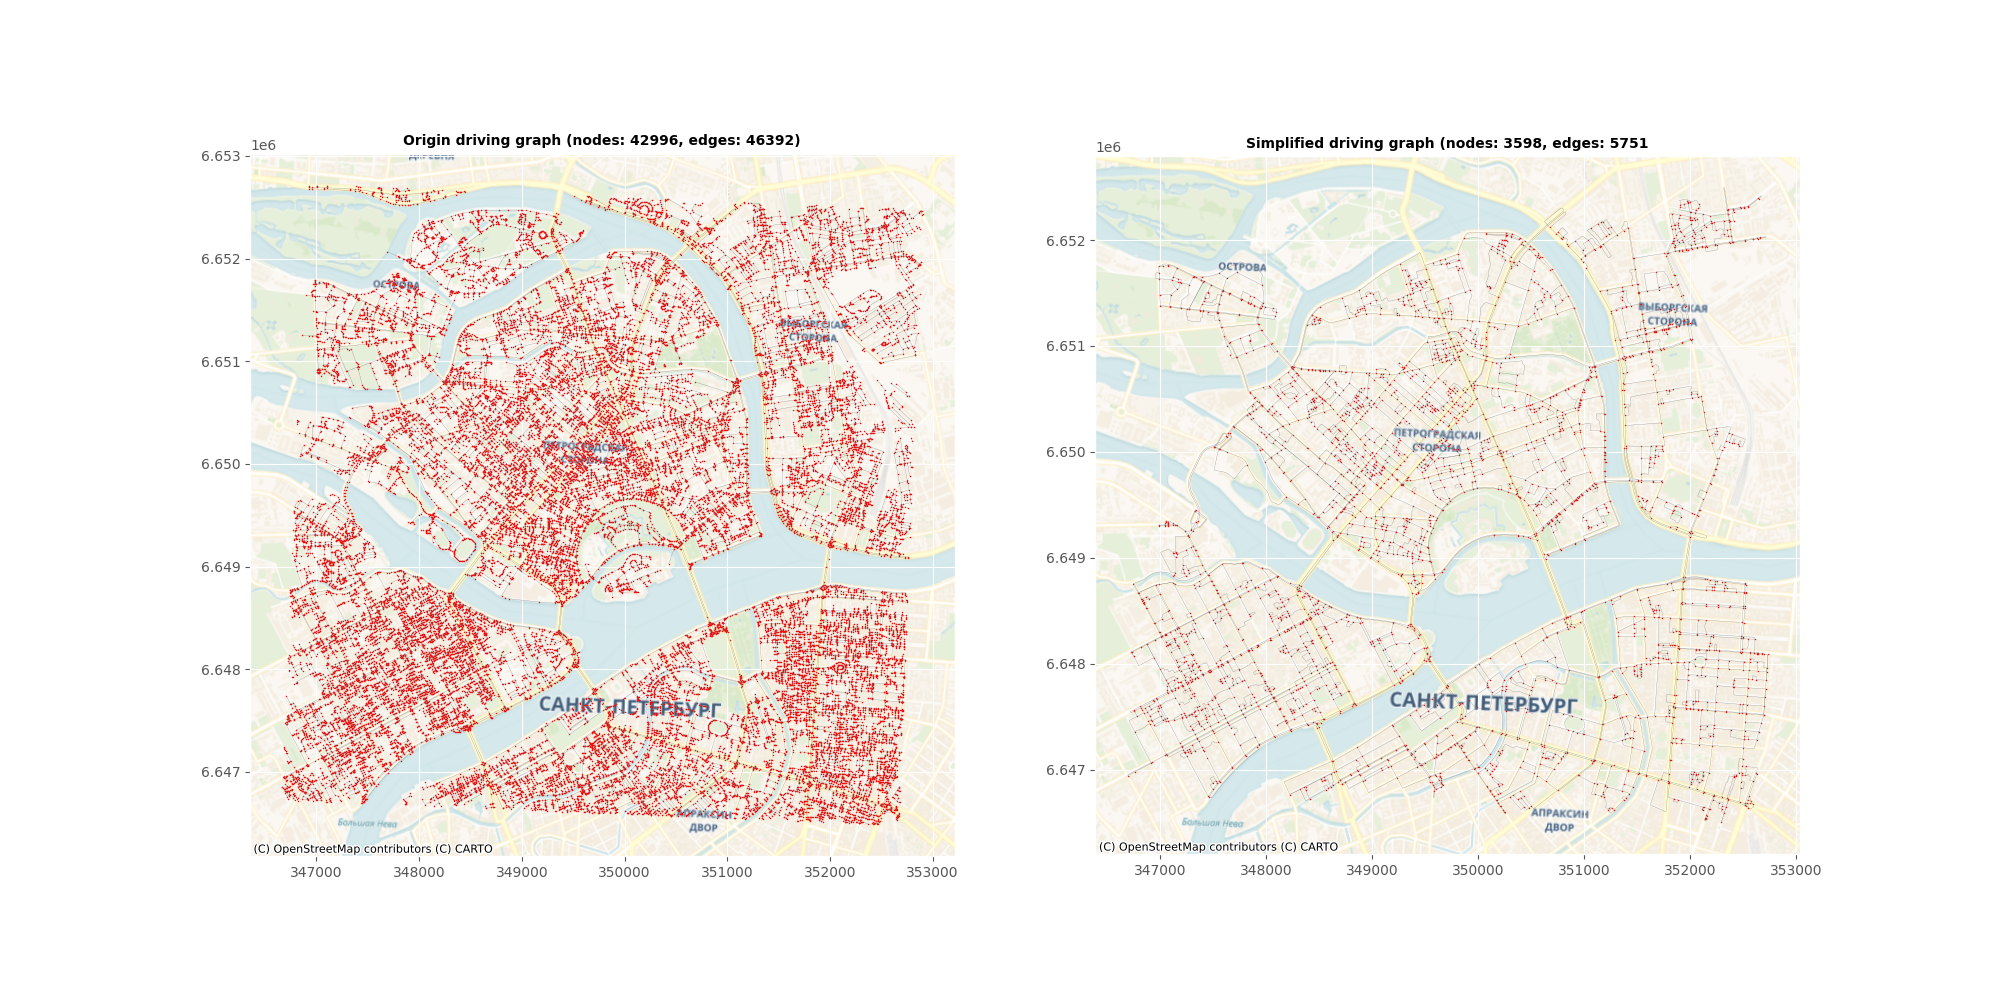 Origin driving graph (nodes: 42996, edges: 46392)
1e6
6.653
6.652
6.651
6.650
6.649
6.648
6.647
ОСТРОВА
ВЫБОРГСКАЯ
СТОРОНА
ПЕТРОГРАДСКАЯ
СТОРОНА
САНКТ-ПЕТЕРБУРГ
АПРАКСИН
ДВОР
Большая Нева
(C) OpenStreetMap contributors (C) CARTO
347000
348000
349000
350000
351000
352000
353000
Simplified driving graph (nodes: 3598, edges: 5751
1e6
6.652
6.651
6.650
6.649
6.648
6.647
ОСТРОВА
ВЫБОРГСКАЯ
СТОРОНА
ПЕТРОГРАДСКАЯ
СТОРОНА
САНКТ-ПЕТЕРБУРГ
АПРАКСИН
ДВОР
Большая Нева
(C) OpenStreetMap contributors (C) CARTO
347000
348000
349000
350000
351000
352000
353000